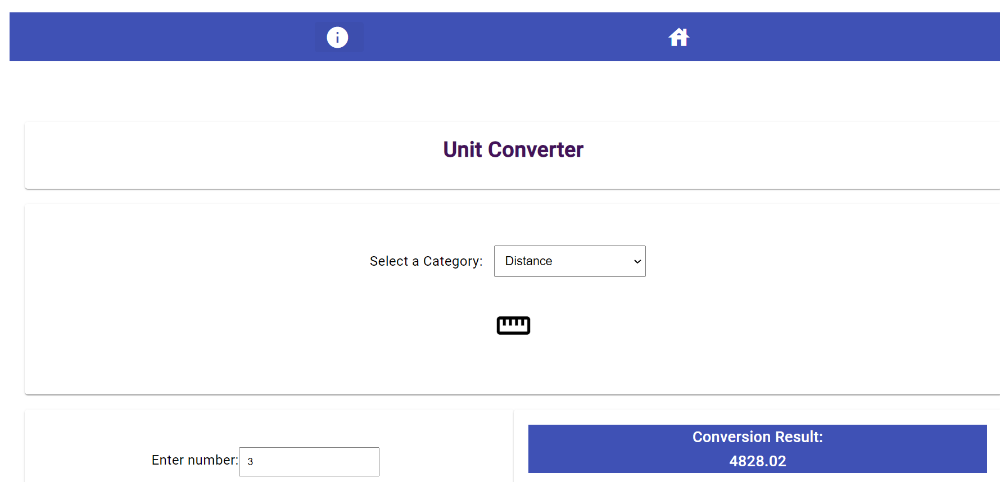 Unit Converter
Select a Category: Distance
Enter number: 3
Conversion Result:
4828.02